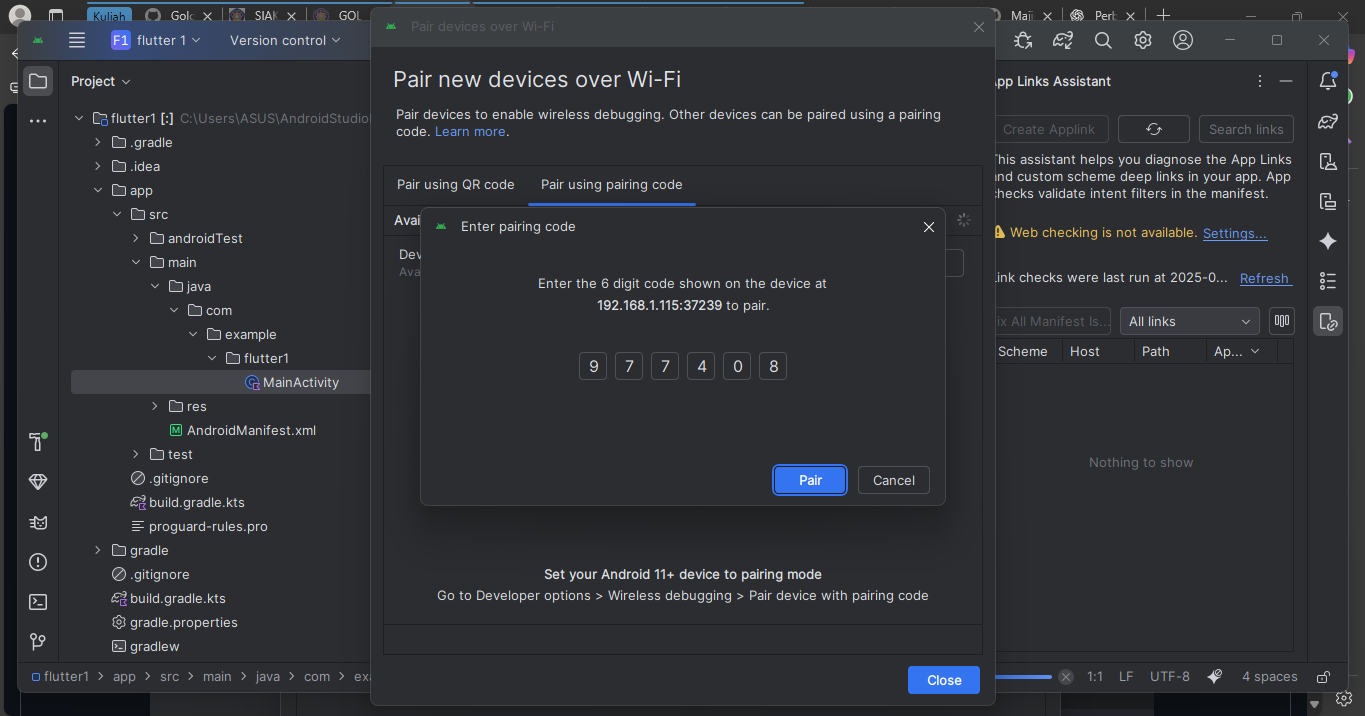 Kuliah
Golc
SIAK
GOL
Maji
Perb
F1 flutter 1
Version control
Pair devices over Wi-Fi
Project
flutter1 [:] C:\Users\ASUS\AndroidStudio
.gradle
.idea
app
src
androidTest
main
java
com
example
flutter1
MainActivity
res
AndroidManifest.xml
test
.gitignore
build.gradle.kts
proguard-rules.pro
gradle
.gitignore
build.gradle.kts
gradle.properties
gradlew
Pair new devices over Wi-Fi
Pair devices to enable wireless debugging. Other devices can be paired using a pairing
code. Learn more.
Pair using QR code
Pair using pairing code
Avai
Dev
Ava
Enter pairing code
Enter the 6 digit code shown on the device at
192.168.1.115:37239 to pair.
9 7 7 4 0 8
Pair
Cancel
Set your Android 11+ device to pairing mode
Go to Developer options > Wireless debugging > Pair device with pairing code
Close
pp Links Assistant
Create Applink
Search links
This assistant helps you diagnose the App Links
nd custom scheme deep links in your app. App
hecks validate intent filters in the manifest.
Web checking is not available. Settings...
ink checks were last run at 2025-0... Refresh
ix All Manifest Is...
All links
Scheme
Host
Path
Ap...
Nothing to show
flutter1 > app > src > main > java > com > exa
1:1
LF
UTF-8
4 spaces